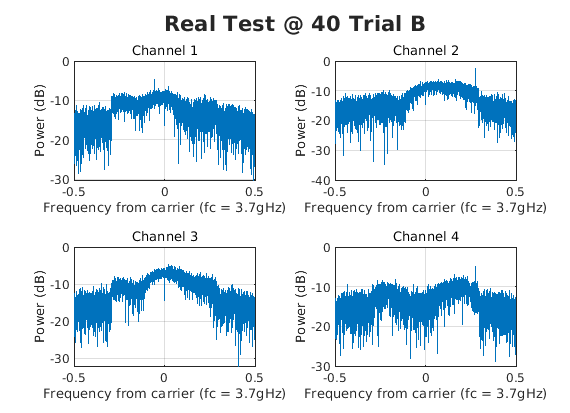 Real Test @ 40 Trial B
Channel 1
0
-10
-20
-30
Power (dB)
-0.5
0
0.5
Frequency from carrier (fc = 3.7gHz)
Channel 2
0
-10
-20
-30
-40
Power (dB)
-0.5
0
0.5
Frequency from carrier (fc = 3.7gHz)
Channel 3
0
-10
-20
-30
Power (dB)
-0.5
0
0.5
Frequency from carrier (fc = 3.7gHz)
Channel 4
0
-10
-20
-30
Power (dB)
-0.5
0
0.5
Frequency from carrier (fc = 3.7gHz)